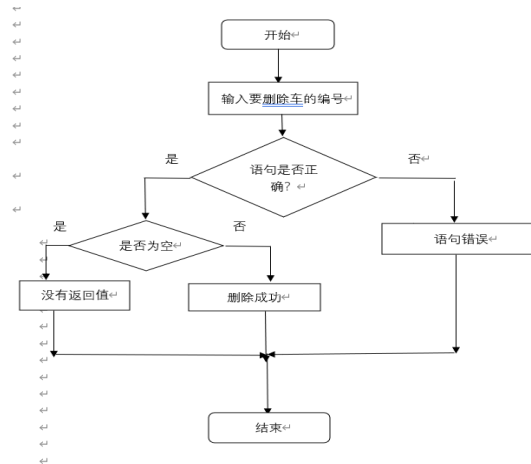 开始
输入要删除车的编号
是
语句是否正
确？
否
是
是否为空
否
语句错误
没有返回值
删除成功
结束